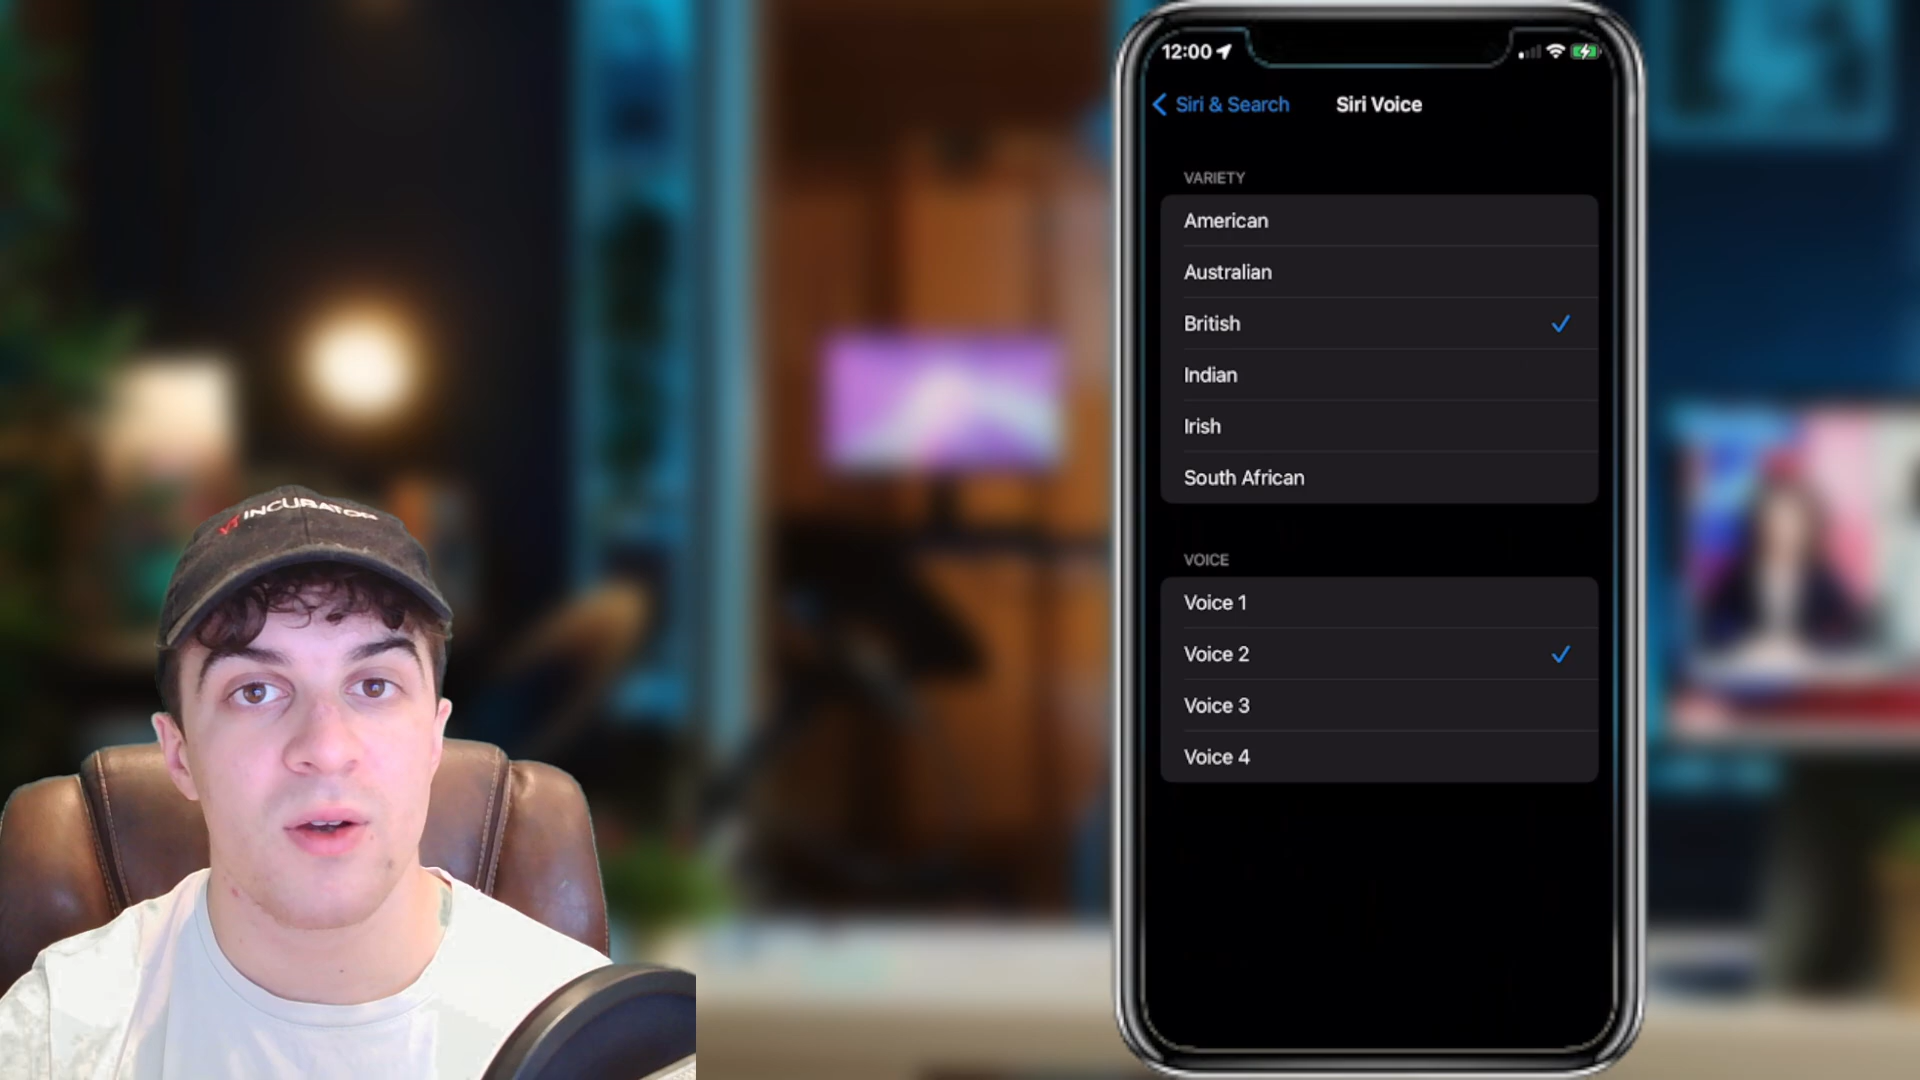 YT INCUBATOR
12:00
Siri & Search
Siri Voice
VARIETY
American
Australian
British
Indian
Irish
South African
VOICE
Voice 1
Voice 2
Voice 3
Voice 4